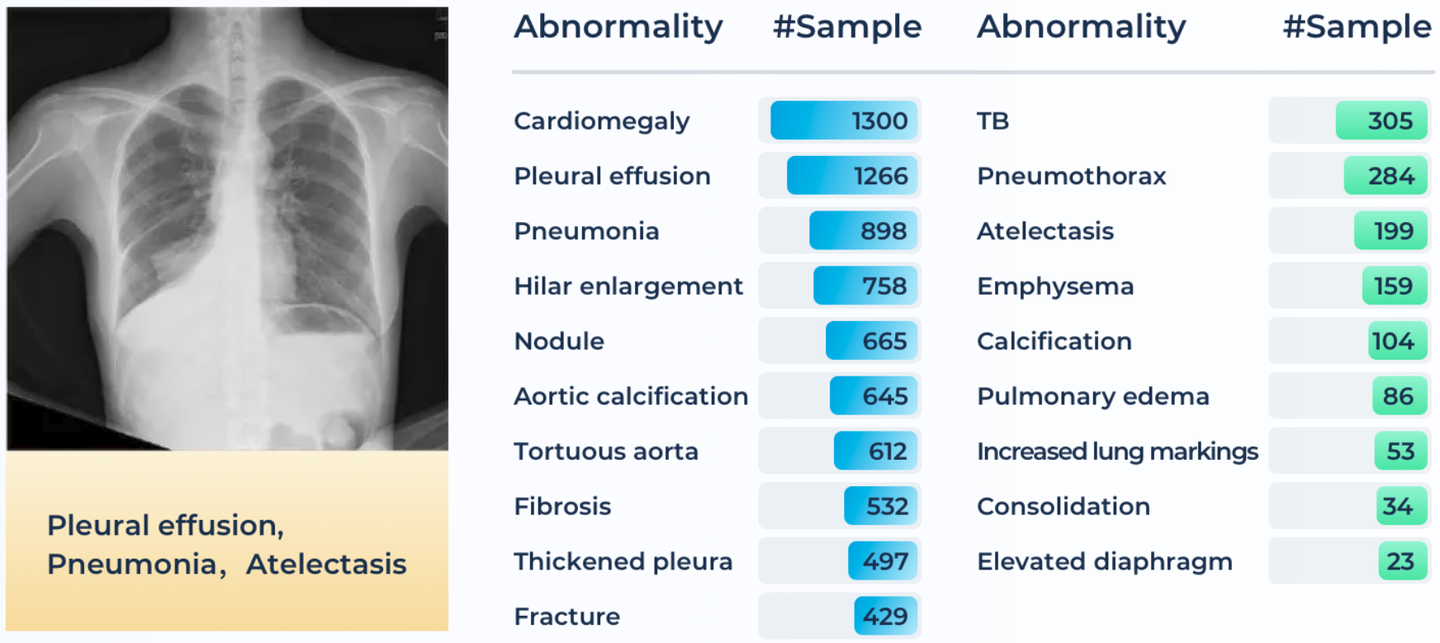 Abnormality #Sample Abnormality #Sample
Cardiomegaly 1300 TB 305
Pleural effusion 1266 Pneumothorax 284
Pneumonia 898 Atelectasis 199
Hilar enlargement 758 Emphysema 159
Nodule 665 Calcification 104
Aortic calcification 645 Pulmonary edema 86
Tortuous aorta 612 Increased lung markings 53
Fibrosis 532 Consolidation 34
Thickened pleura 497 Elevated diaphragm 23
Fracture 429
Pleural effusion,
Pneumonia, Atelectasis